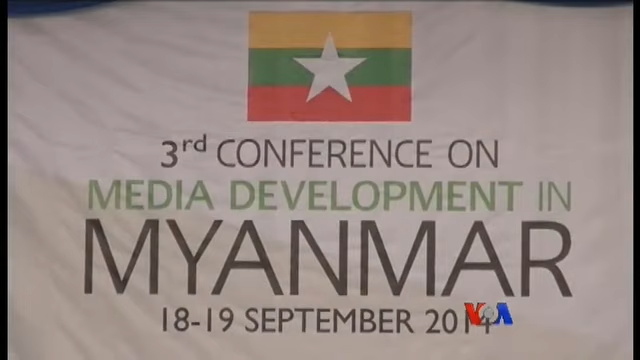 3rd CONFERENCE ON
MEDIA DEVELOPMENT IN
MYANMAR
18-19 SEPTEMBER 2014
VOA